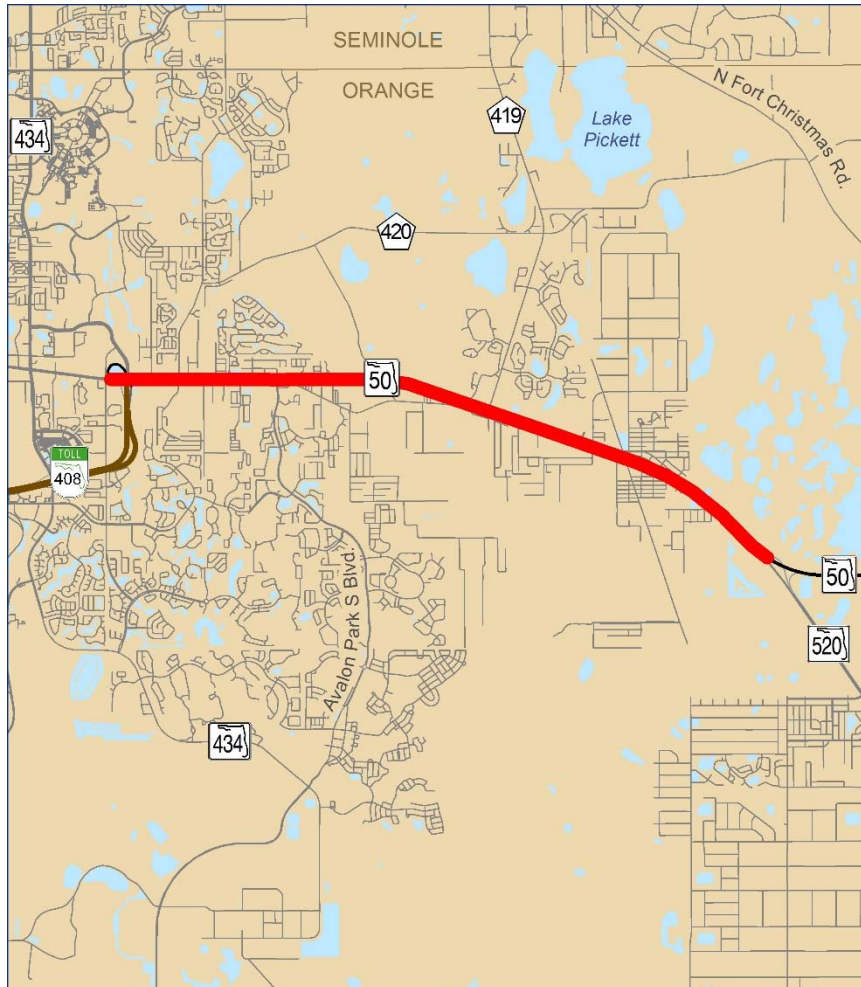 SEMINOLE
ORANGE
N Fort Christmas Rd.
434
419
Lake
Pickett
420
50
TOLL
408
50
520
Avalon Park S Blvd.
434